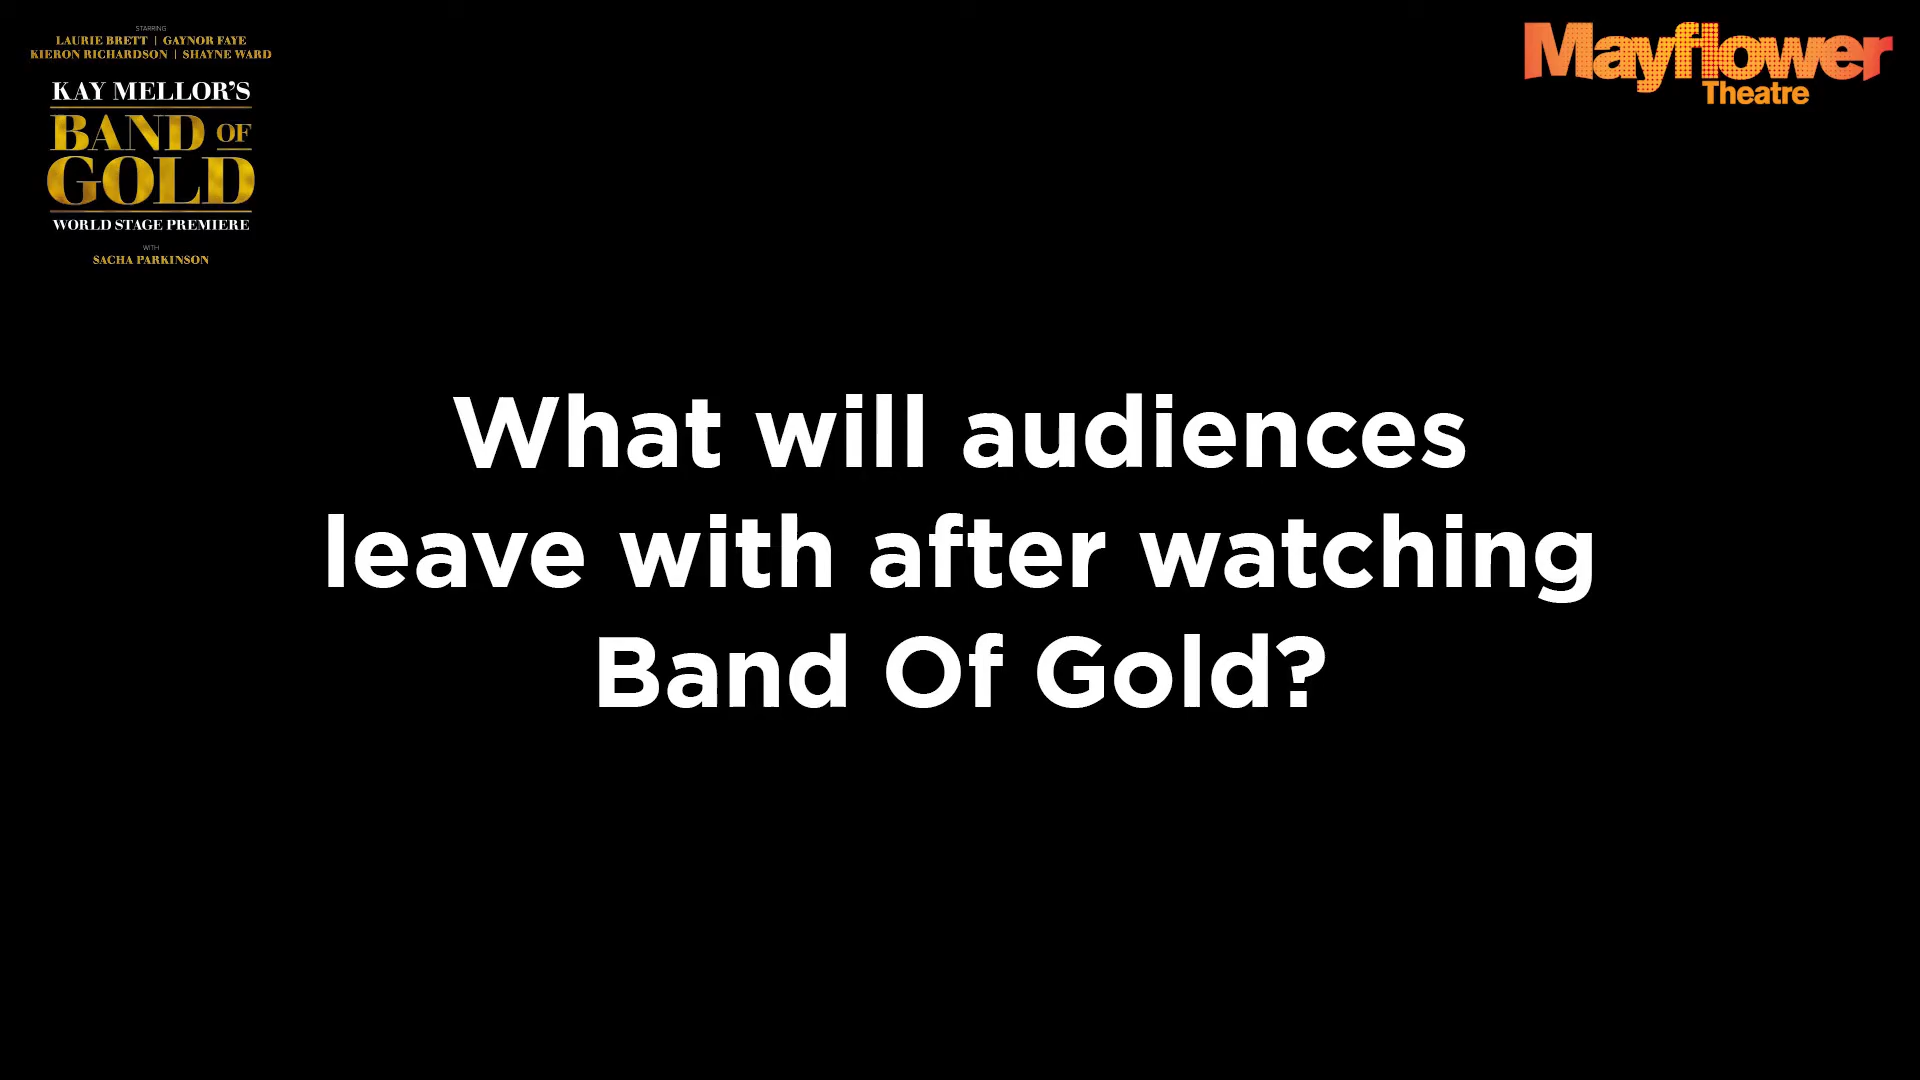 STARRING
LAURIE BRETT | GAYNOR FAYE
KIERON RICHARDSON | SHAYNE WARD
KAY MELLOR'S
BAND OF
GOLD
WORLD STAGE PREMIERE
WITH
SACHA PARKINSON
Mayflower
Theatre
What will audiences
leave with after watching
Band Of Gold?